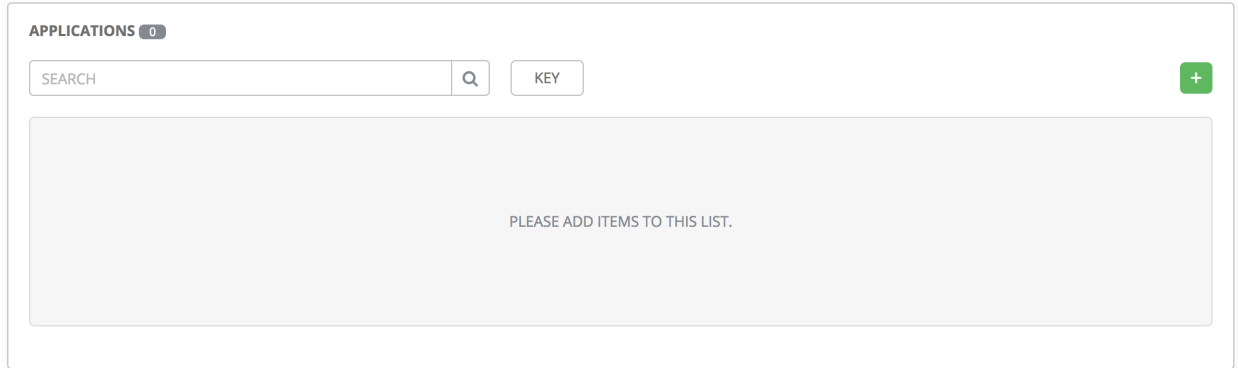 APPLICATIONS 0
SEARCH
KEY
+
PLEASE ADD ITEMS TO THIS LIST.